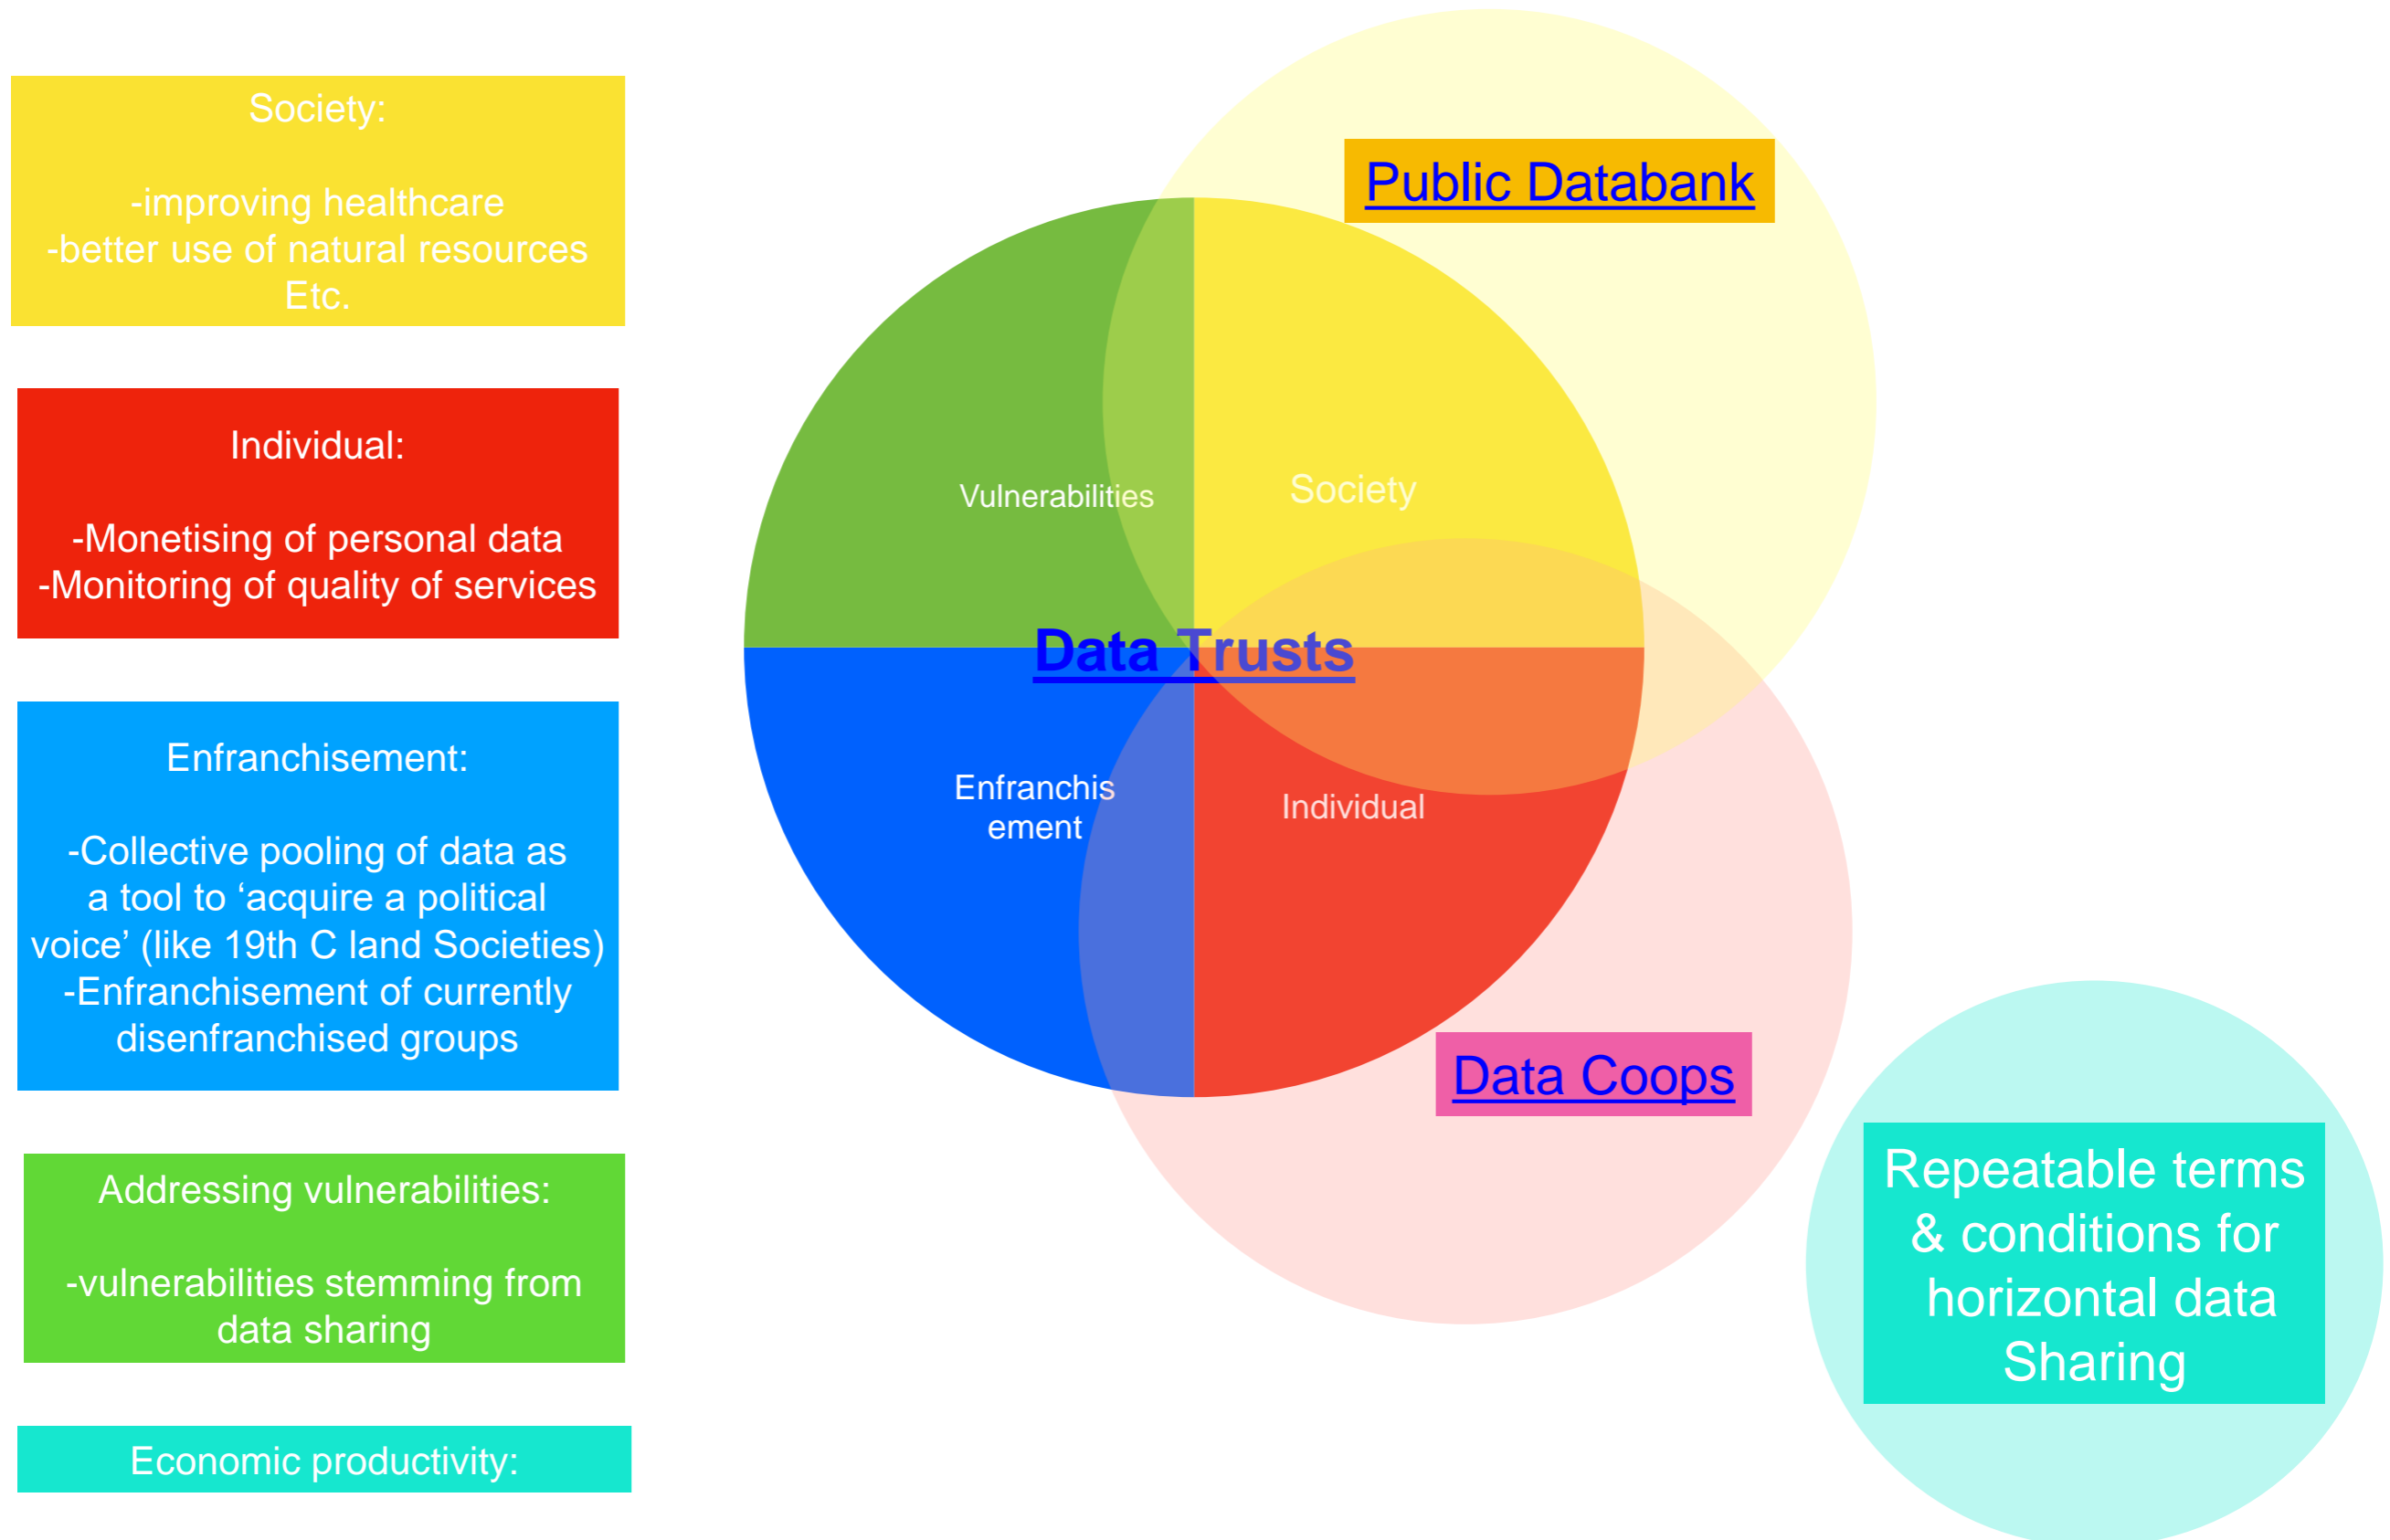 Society:
-improving healthcare
-better use of natural resources
Etc.
Individual:
-Monetising of personal data
-Monitoring of quality of services
Enfranchisement:
-Collective pooling of data as
a tool to ‘acquire a political
voice’ (like 19th C land Societies)
-Enfranchisement of currently
disenfranchised groups
Addressing vulnerabilities:
-vulnerabilities stemming from
data sharing
Economic productivity:
Public Databank
Vulnerabilities
Society
Data Trusts
Enfranchis
ement
Individual
Data Coops
Repeatable terms
& conditions for
horizontal data
Sharing